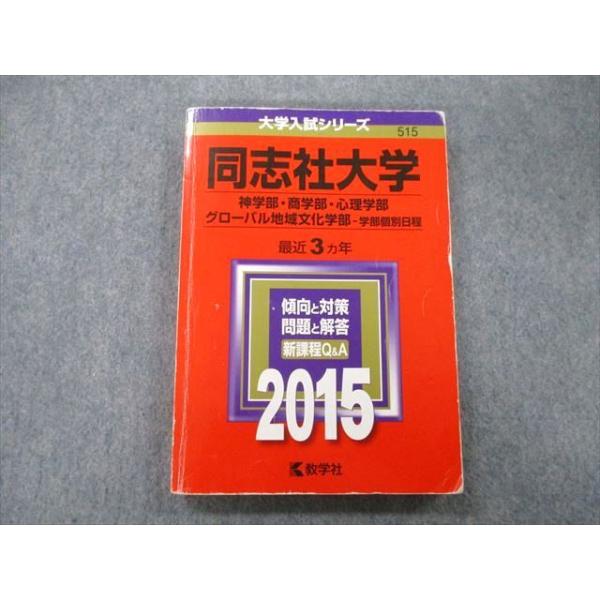 大学入試シリーズ
515
同志社大学
神学部・商学部・心理学部
グローバル地域文化学部-学部個別日程
最近3ヵ年
傾向と対策
問題と解答
新課程Q&A
2015
教学社